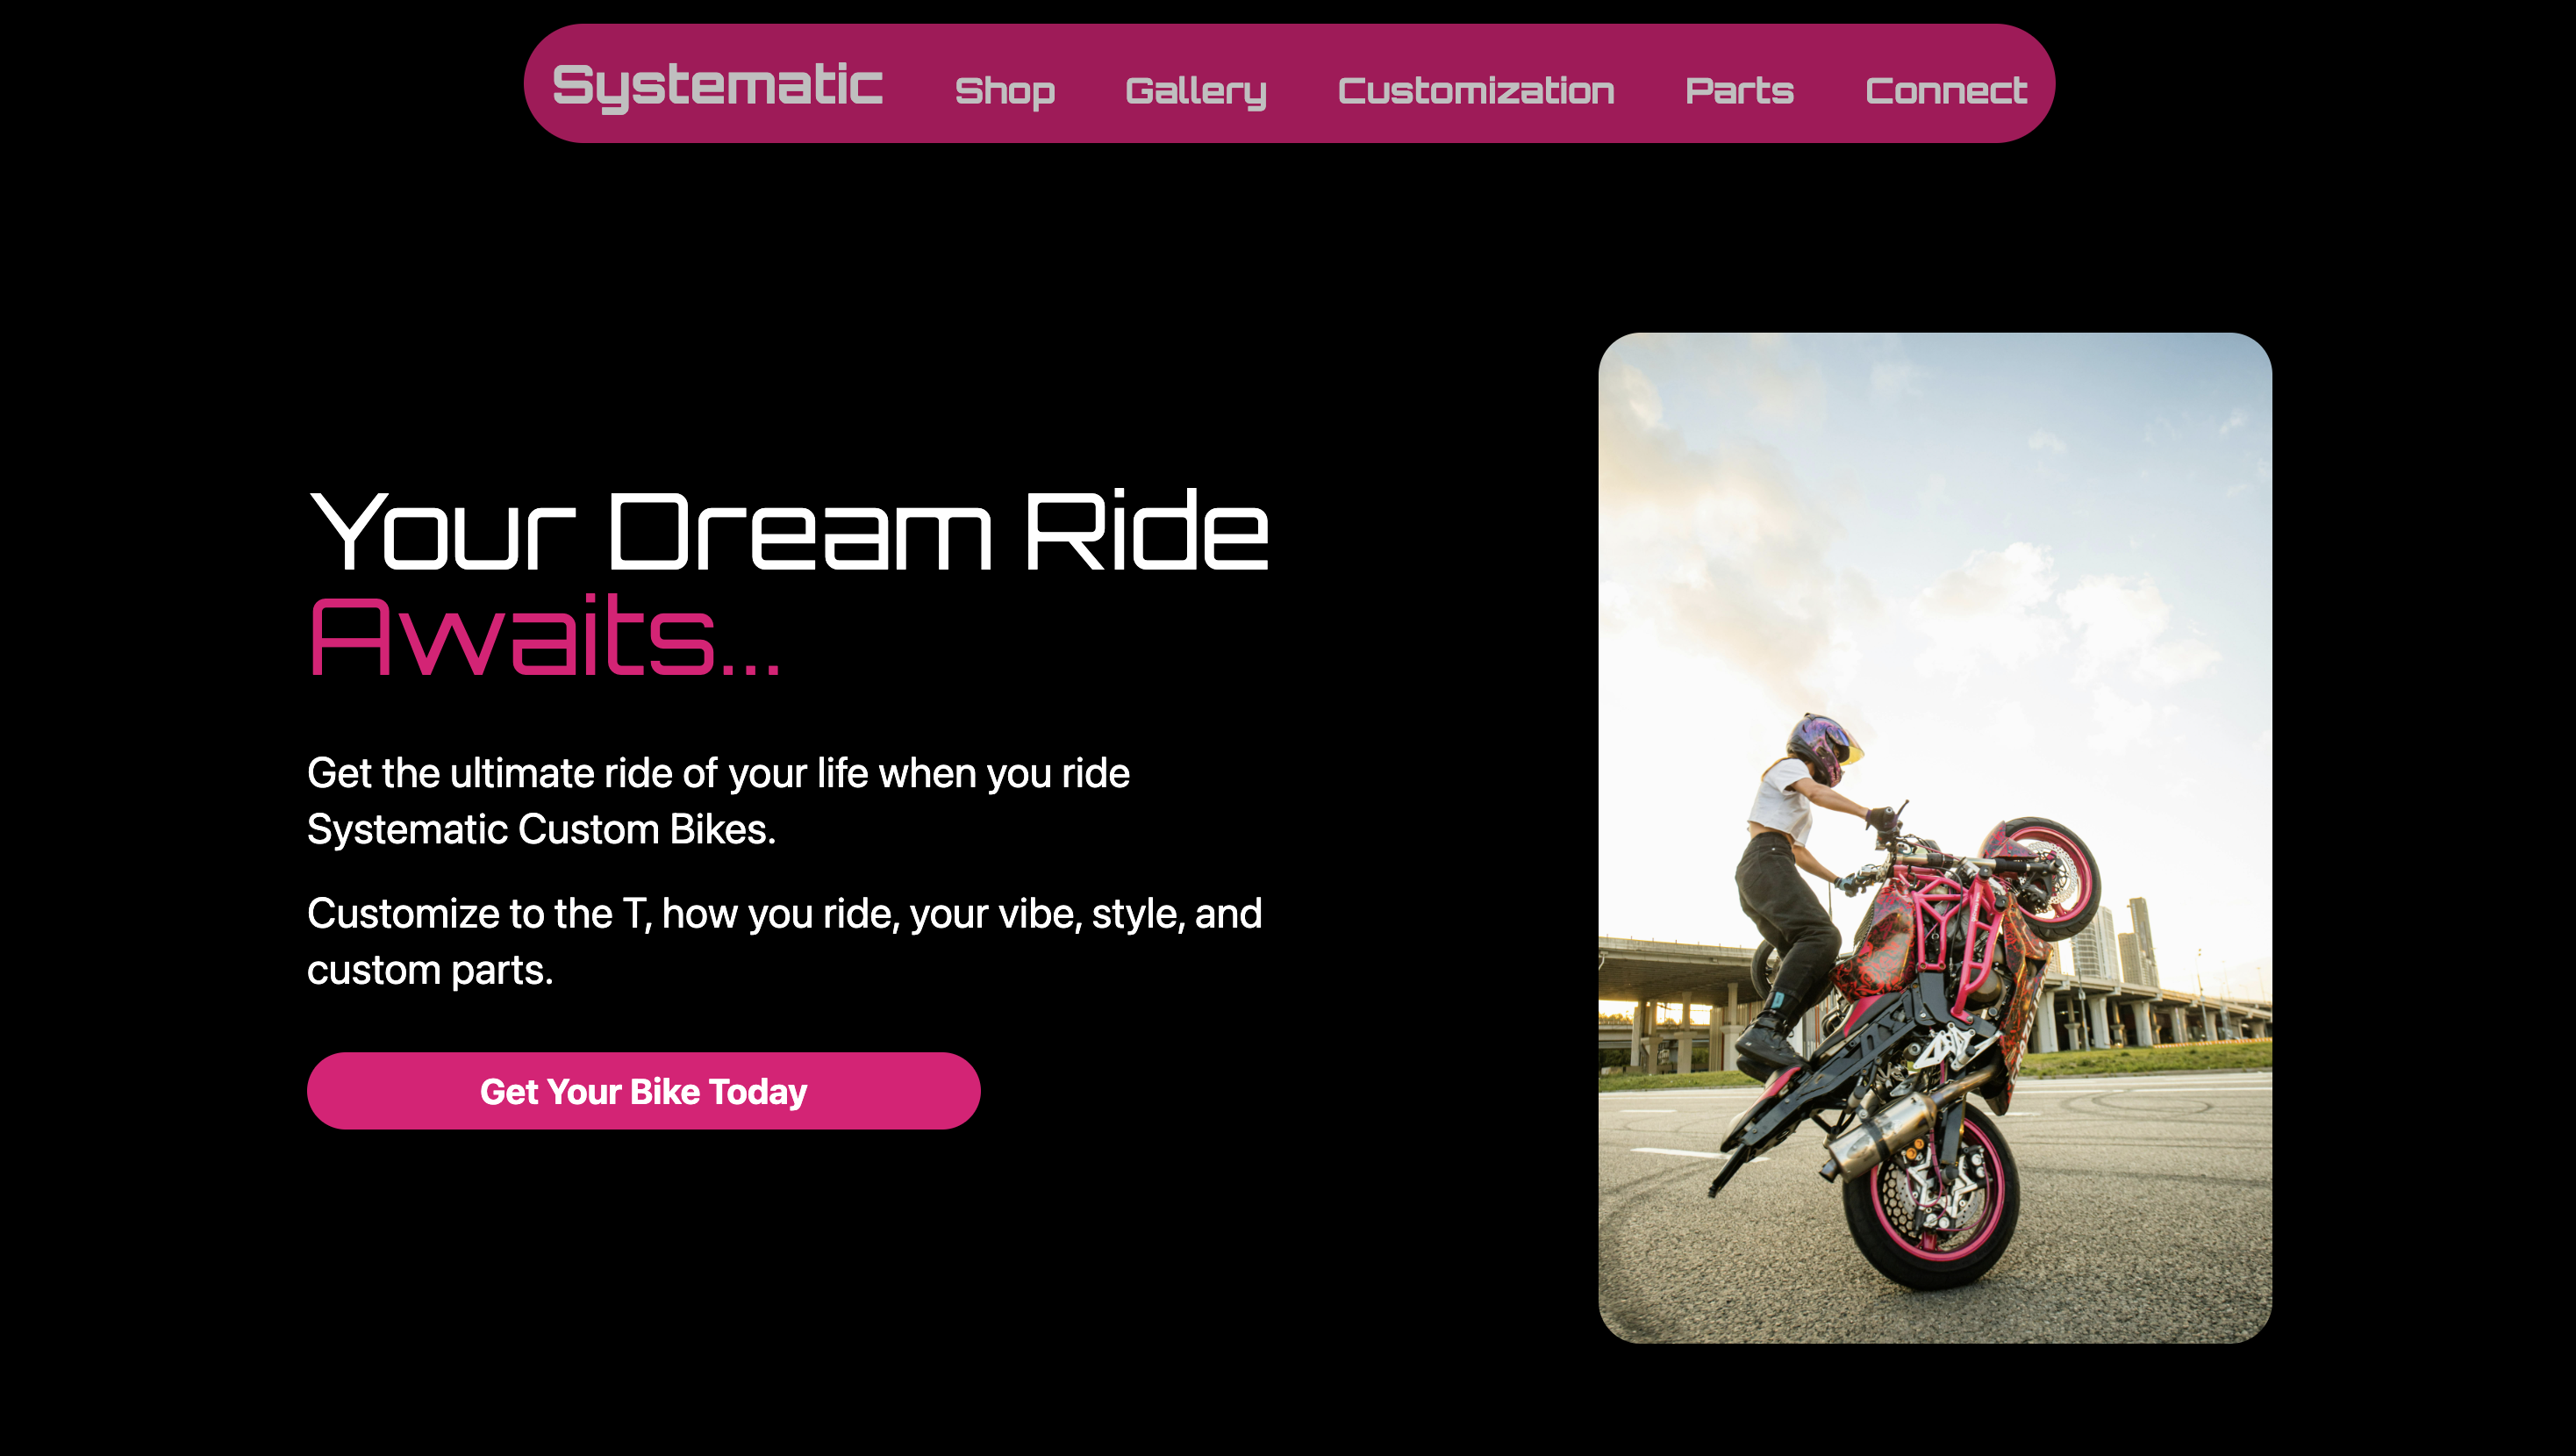 Systematic Shop Gallery Customization Parts Connect
Your Dream Ride
Awaits...
Get the ultimate ride of your life when you ride
Systematic Custom Bikes.
Customize to the T, how you ride, your vibe, style, and
custom parts.
Get Your Bike Today